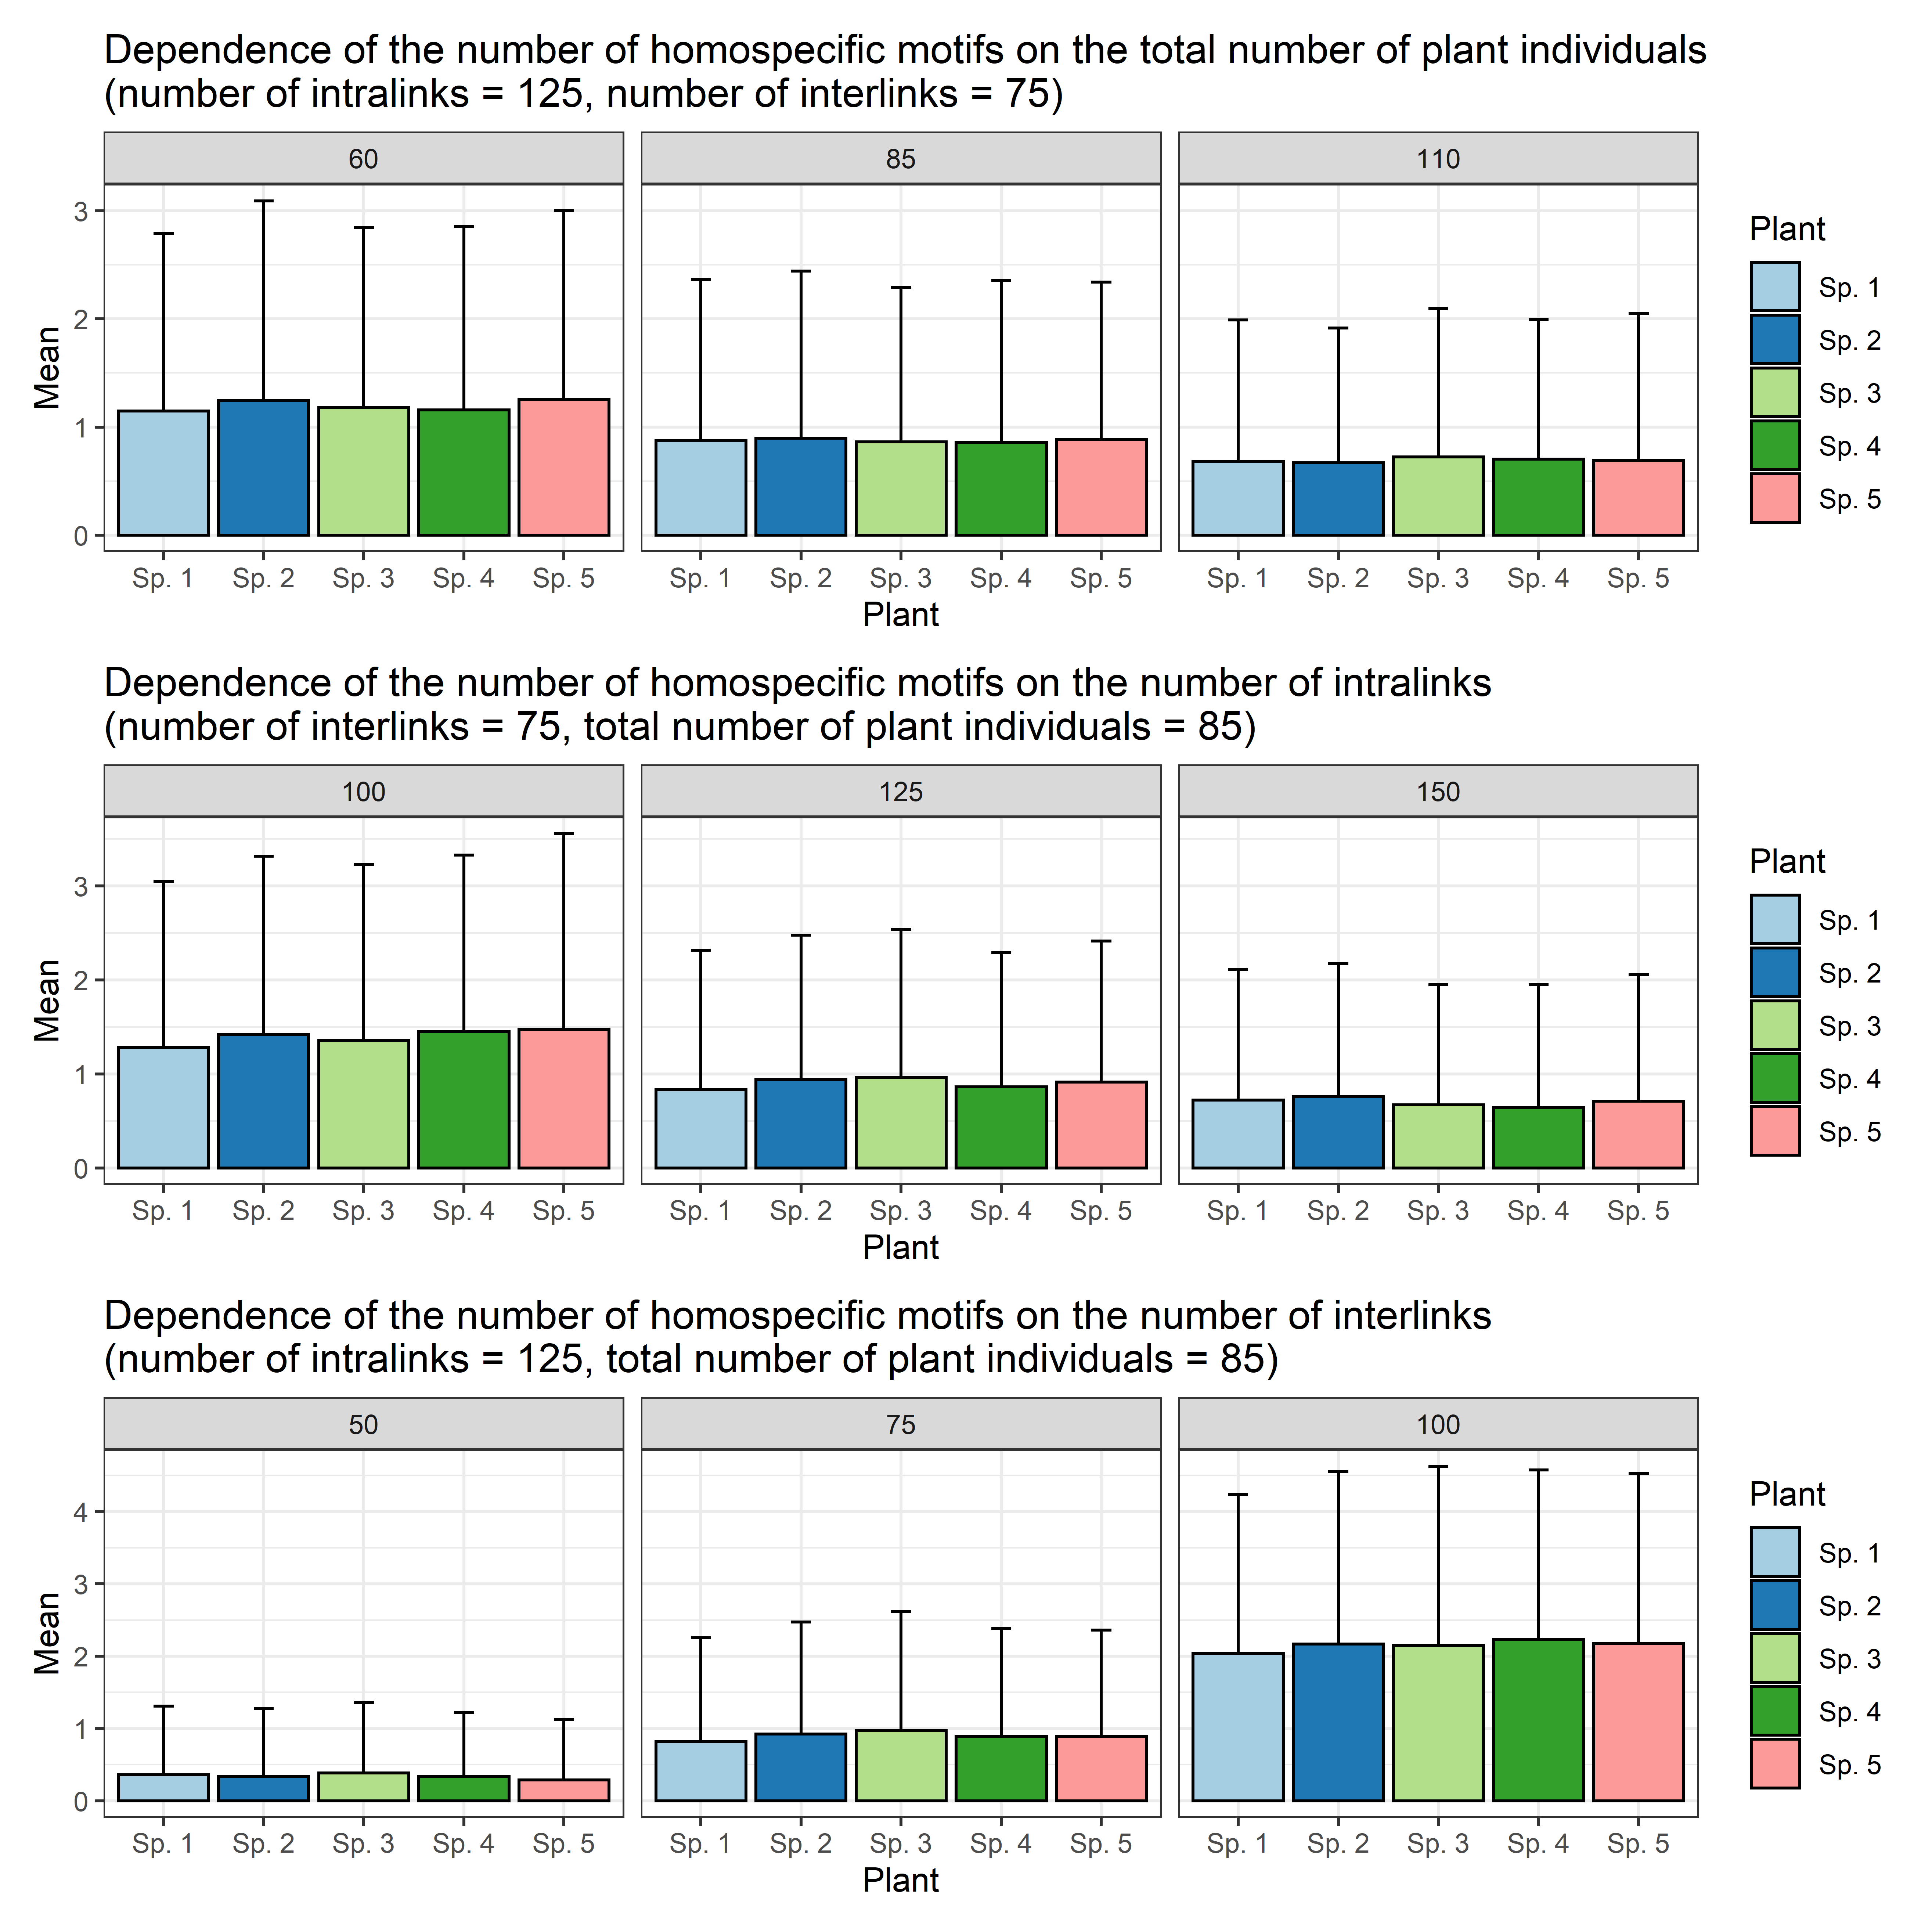 Dependence of the number of homospecific motifs on the total number of plant individuals
(number of intralinks = 125, number of interlinks = 75)
60 85 110
3
2
1
0
Mean
Sp. 1 Sp. 2 Sp. 3 Sp. 4 Sp. 5 Sp. 1 Sp. 2 Sp. 3 Sp. 4 Sp. 5 Sp. 1 Sp. 2 Sp. 3 Sp. 4 Sp. 5
Plant
Plant
Sp. 1
Sp. 2
Sp. 3
Sp. 4
Sp. 5
Dependence of the number of homospecific motifs on the number of intralinks
(number of interlinks = 75, total number of plant individuals = 85)
100 125 150
3
2
1
0
Mean
Sp. 1 Sp. 2 Sp. 3 Sp. 4 Sp. 5 Sp. 1 Sp. 2 Sp. 3 Sp. 4 Sp. 5 Sp. 1 Sp. 2 Sp. 3 Sp. 4 Sp. 5
Plant
Plant
Sp. 1
Sp. 2
Sp. 3
Sp. 4
Sp. 5
Dependence of the number of homospecific motifs on the number of interlinks
(number of intralinks = 125, total number of plant individuals = 85)
50 75 100
4
3
2
1
0
Mean
Sp. 1 Sp. 2 Sp. 3 Sp. 4 Sp. 5 Sp. 1 Sp. 2 Sp. 3 Sp. 4 Sp. 5 Sp. 1 Sp. 2 Sp. 3 Sp. 4 Sp. 5
Plant
Plant
Sp. 1
Sp. 2
Sp. 3
Sp. 4
Sp. 5